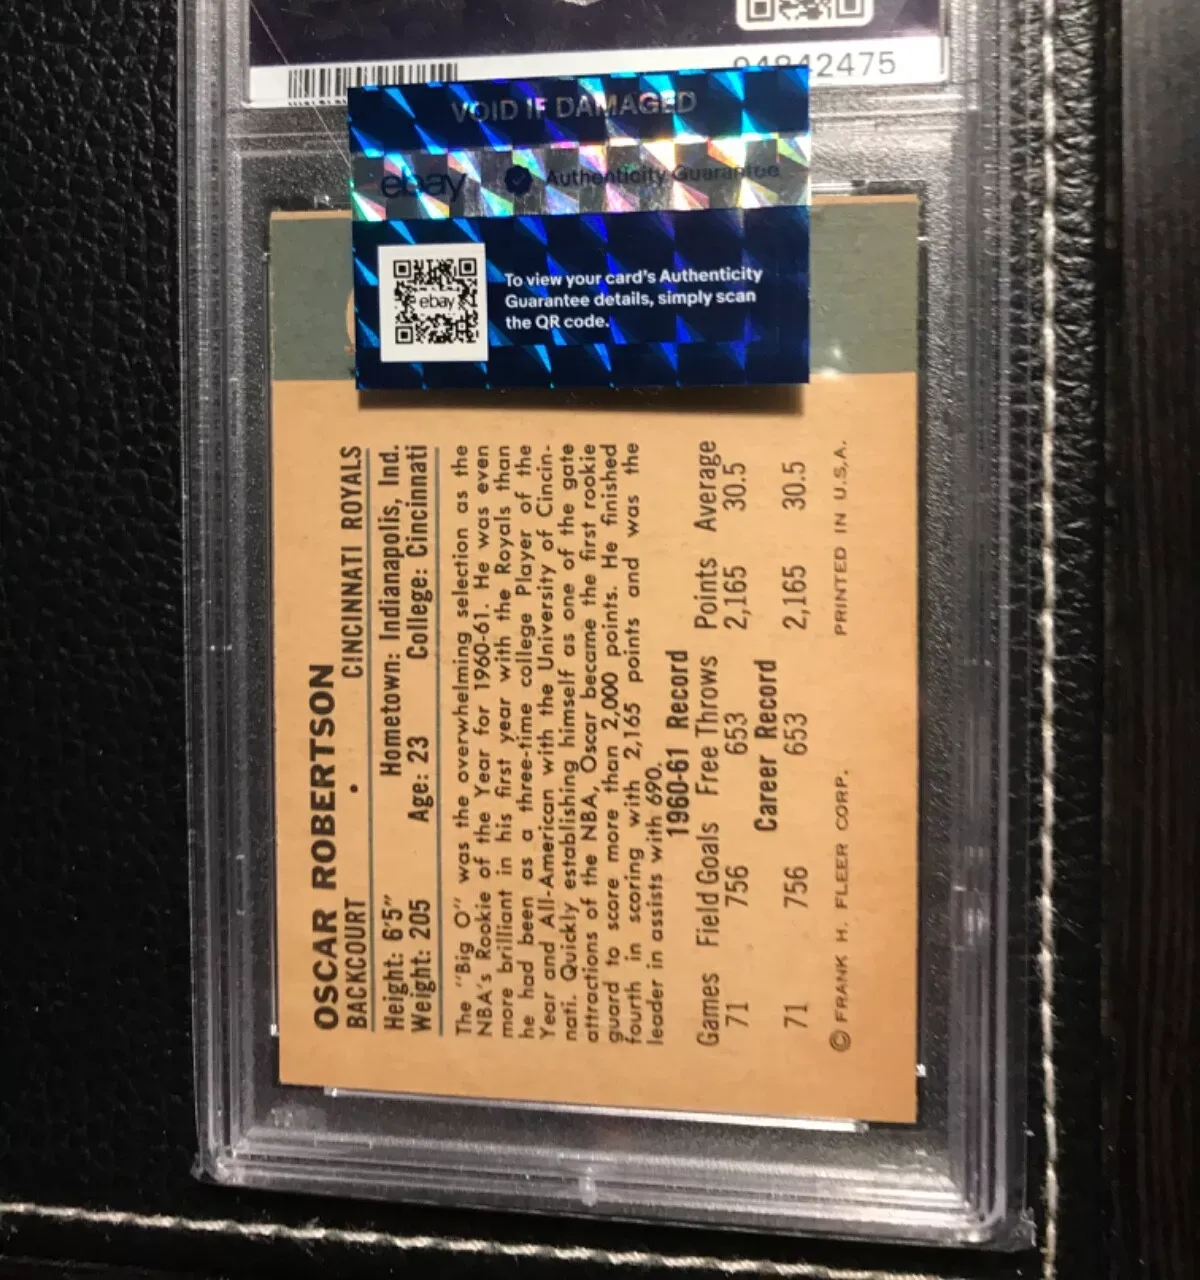 94842475
VOID IF DAMAGED
ebay Authenticity Guarantee
ebay
To view your card's Authenticity
Guarantee details, simply scan
the QR code.
OSCAR ROBERTSON
BACKCOURT • CINCINNATI ROYALS
Height: 6'5" Hometown: Indianapolis, Ind.
Weight: 205 Age: 23 College: Cincinnati
The "Big O" was the overwhelming selection as the
NBA's Rookie of the Year for 1960-61. He was even
more brilliant in his first year with the Royals than
he had been as a three-time college Player of the
Year and All-American with the University of Cincin-
nati. Quickly establishing himself as one of the gate
attractions of the NBA, Oscar became the first rookie
guard to score more than 2,000 points. He finished
fourth in scoring with 2,165 points and was the
leader in assists with 690.
1960-61 Record
Games Field Goals Free Throws Points Average
71 756 653 2,165 30.5
Career Record
71 756 653 2,165 30.5
© FRANK H. FLEER CORP. PRINTED IN U.S.A.